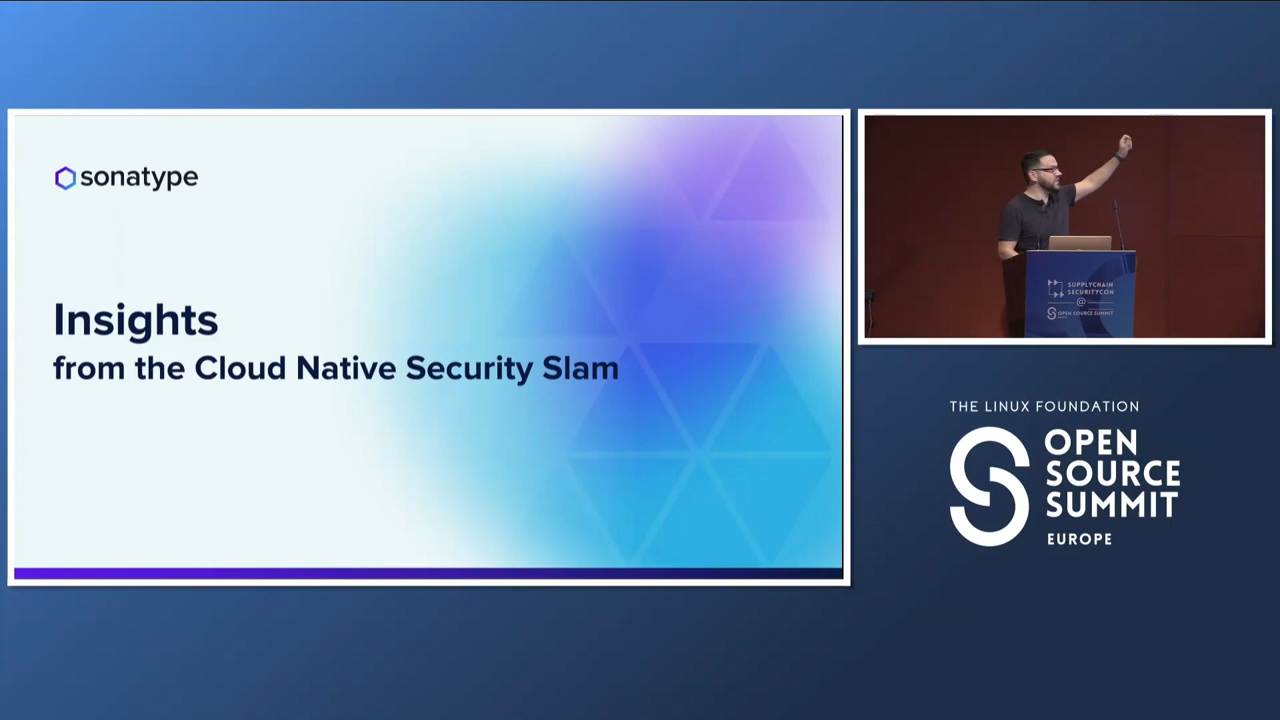 sonatype
Insights
from the Cloud Native Security Slam
SUPPLYCHAIN
SECURITYCON
@
OPEN SOURCE SUMMIT
THE LINUX FOUNDATION
OPEN
SOURCE
SUMMIT
EUROPE